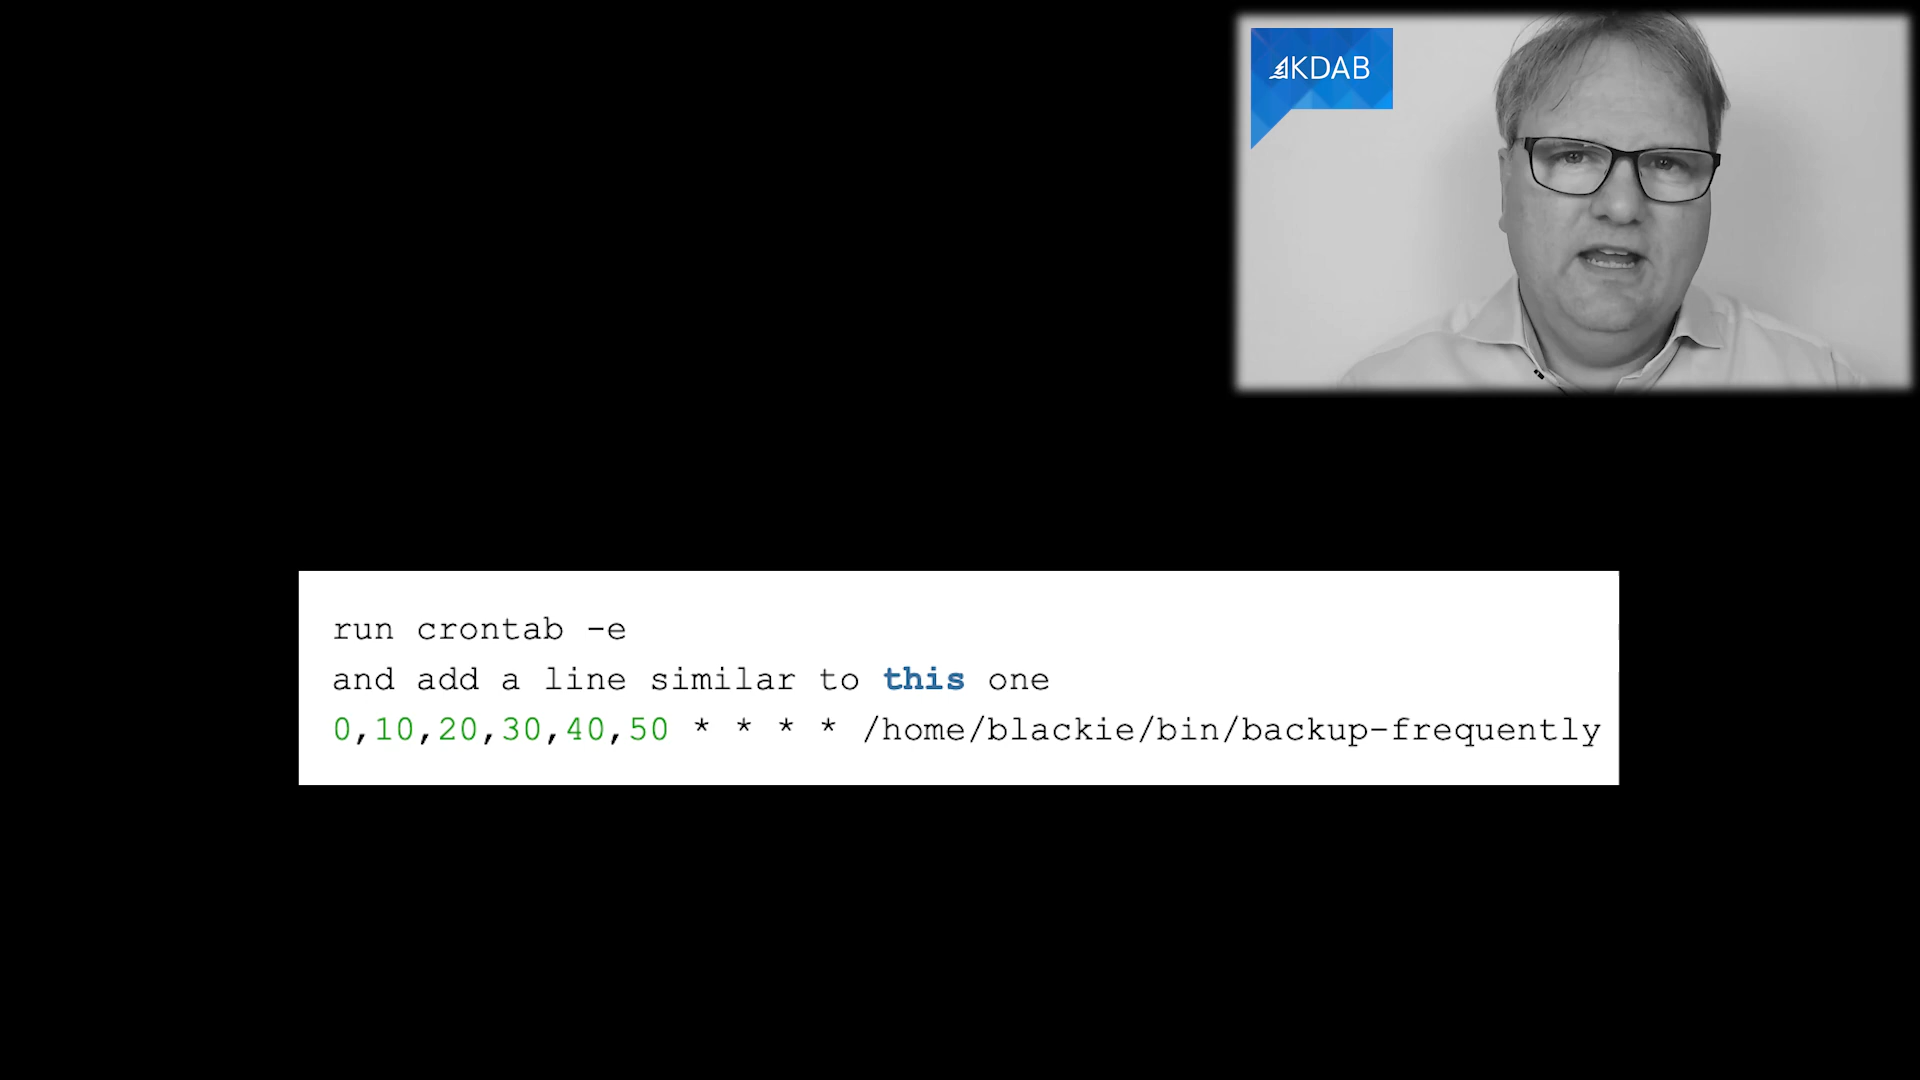 KDAB
run crontab -e
and add a line similar to this one
0,10,20,30,40,50 * * * * /home/blackie/bin/backup-frequently